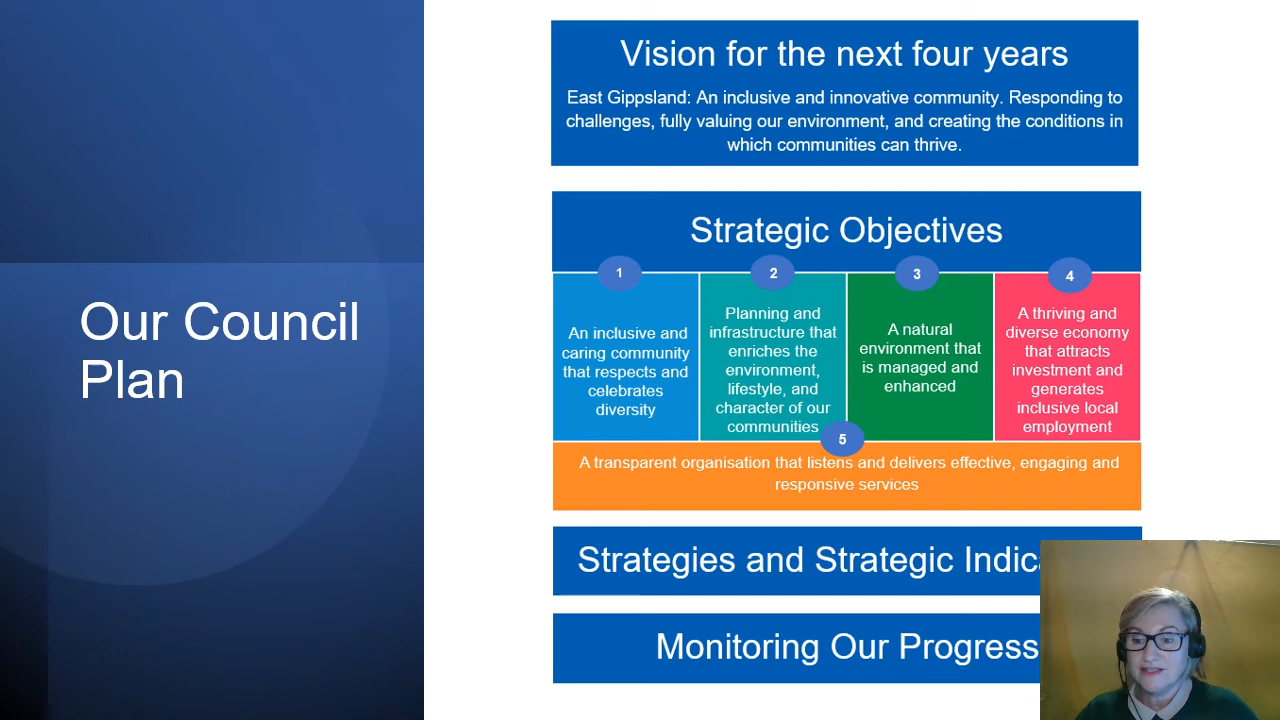 Our Council
Plan
Vision for the next four years
East Gippsland: An inclusive and innovative community. Responding to
challenges, fully valuing our environment, and creating the conditions in
which communities can thrive.
Strategic Objectives
1
An inclusive and
caring community
that respects and
celebrates
diversity
2
Planning and
infrastructure that
enriches the
environment,
lifestyle, and
character of our
communities
3
A natural
environment that
is managed and
enhanced
4
A thriving and
diverse economy
that attracts
investment and
generates
inclusive local
employment
5
A transparent organisation that listens and delivers effective, engaging and
responsive services
Strategies and Strategic
Monitoring Our Progress